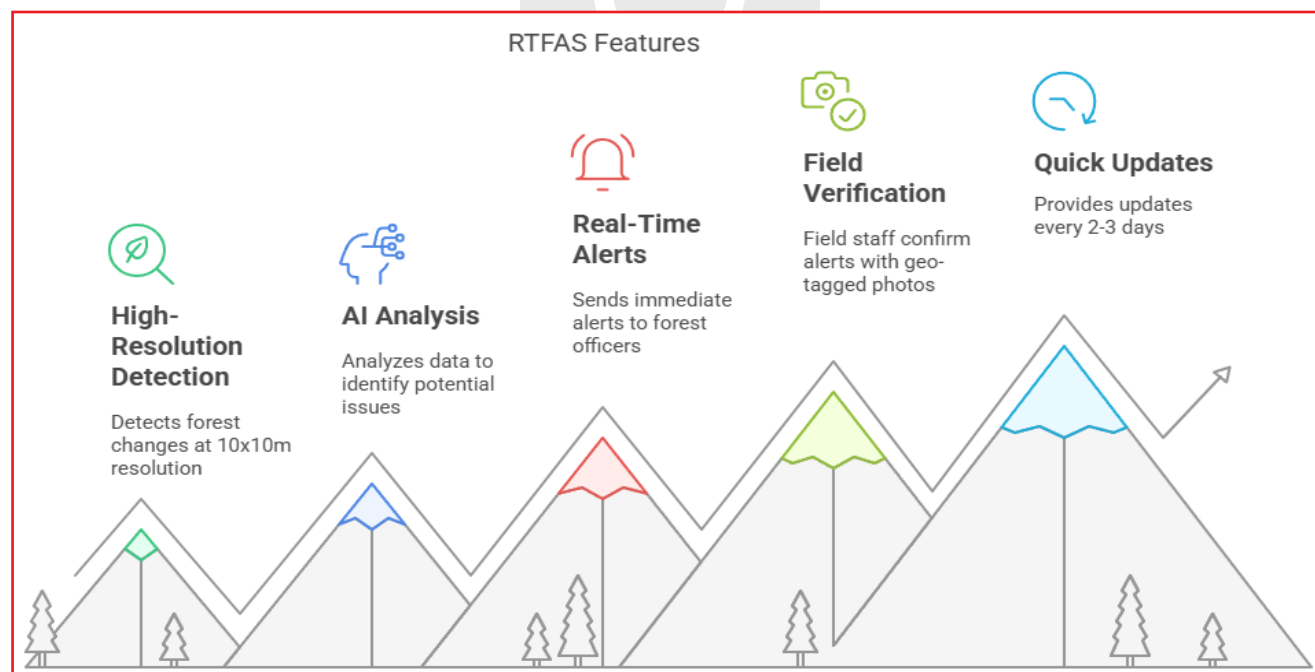 RTFAS Features
High-
Resolution
Detection
Detects forest
changes at 10x10m
resolution
AI Analysis
Analyzes data to
identify potential
issues
Real-Time
Alerts
Sends immediate
alerts to forest
officers
Field
Verification
Field staff confirm
alerts with geo-
tagged photos
Quick Updates
Provides updates
every 2-3 days